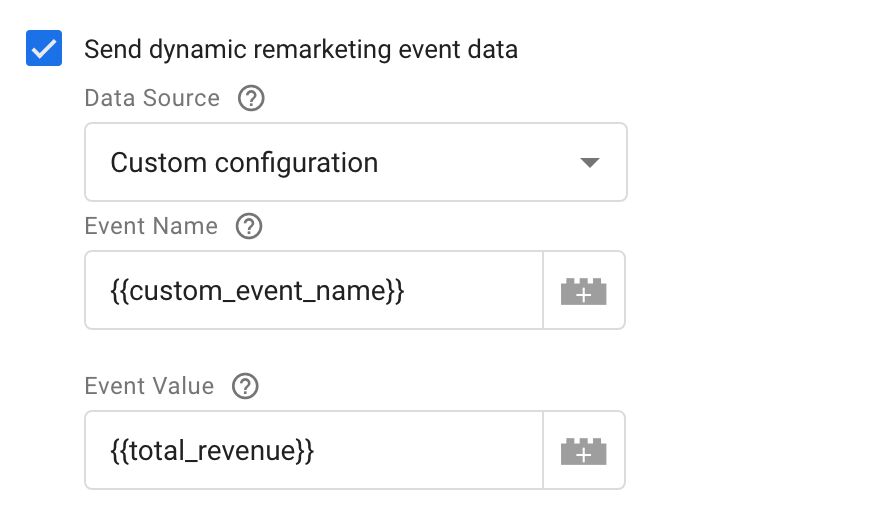 Send dynamic remarketing event data
Data Source
Custom configuration
Event Name
{{custom_event_name}}
Event Value
{{total_revenue}}